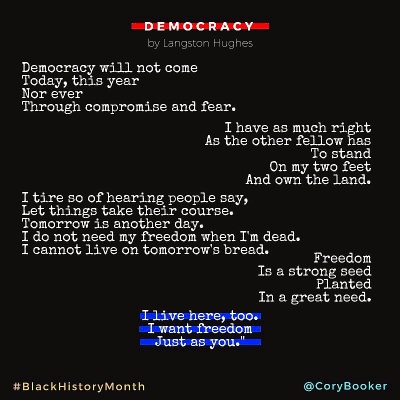 DEMOCRACY
by Langston Hughes
Democracy will not come
Today, this year
Nor ever
Through compromise and fear.
I have as much right
As the other fellow has
To stand
On my two feet
And own the land.
I tire so of hearing people say,
Let things take their course.
Tomorrow is another day.
I do not need my freedom when I'm dead.
I cannot live on tomorrow's bread.
Freedom
Is a strong seed
Planted
In a great need.
I live here, too.
I want freedom
Just as you."
#BlackHistoryMonth
@CoryBooker